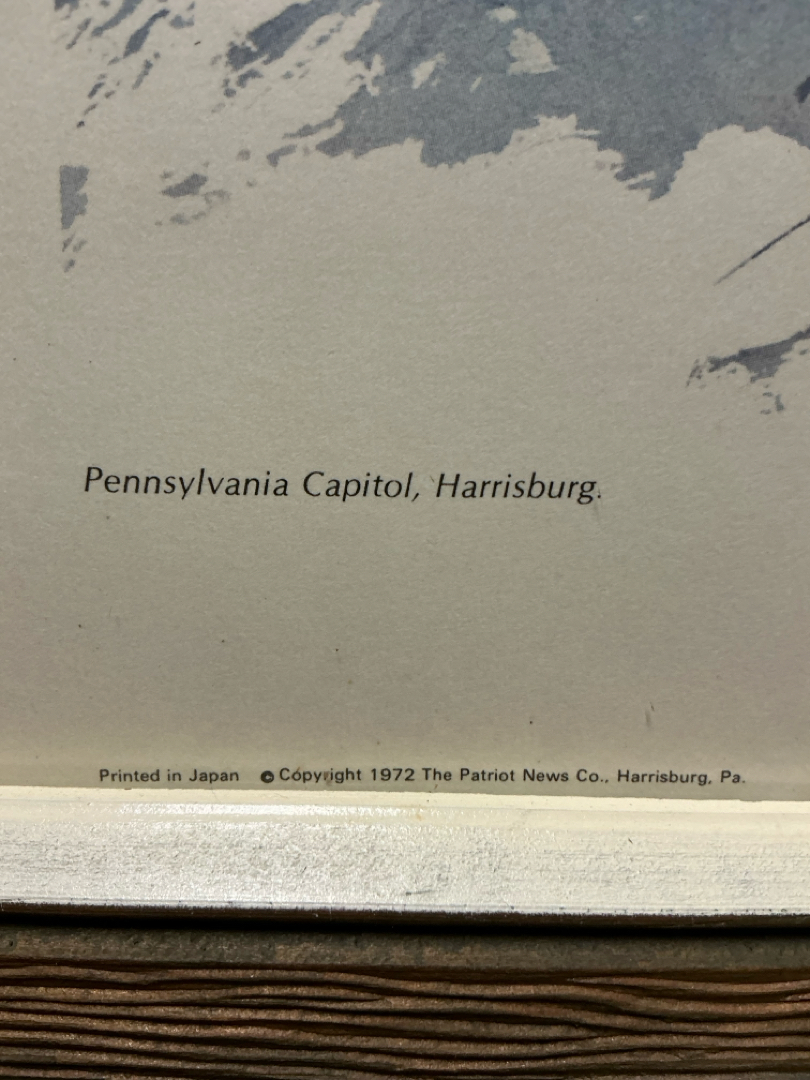 Pennsylvania Capitol, Harrisburg.
Printed in Japan © Copyright 1972 The Patriot News Co., Harrisburg, Pa.